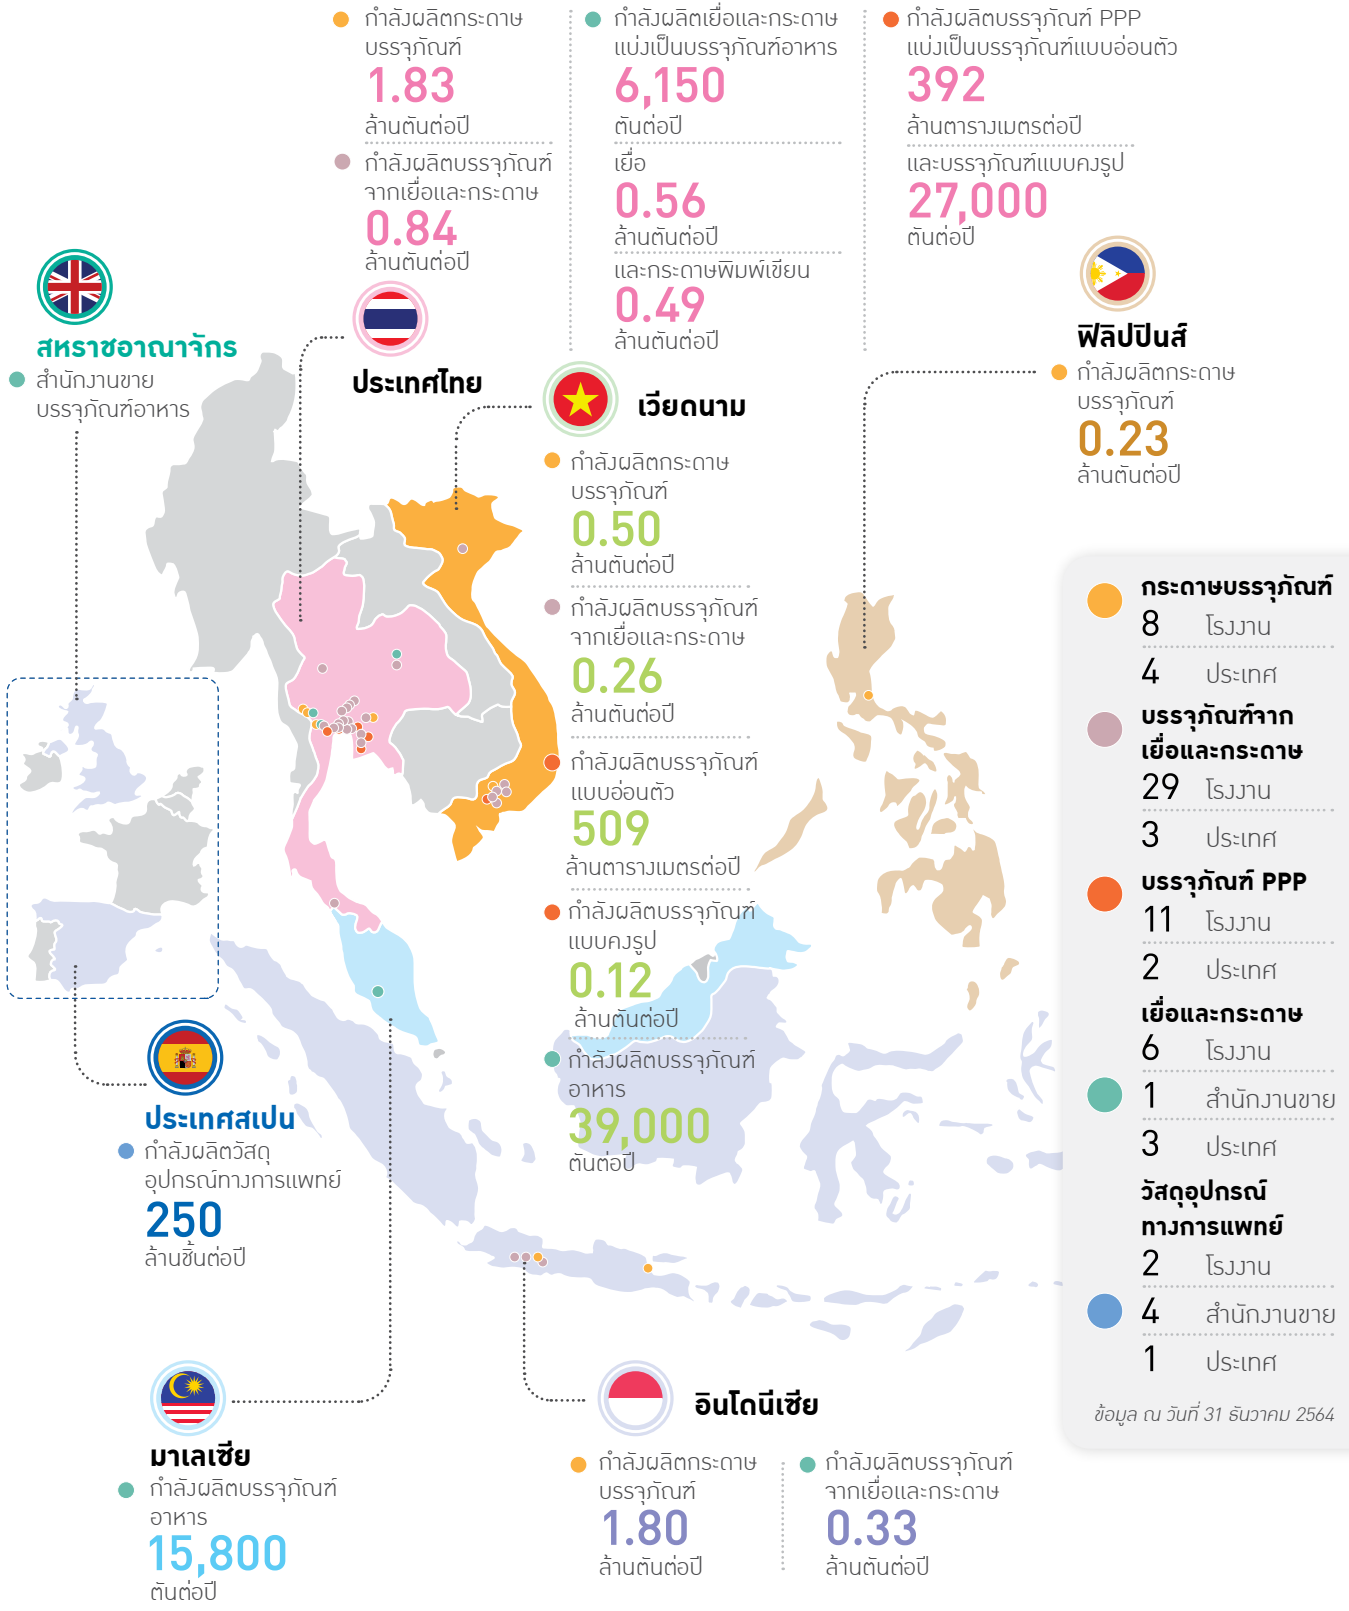 กำลังผลิตกระดาษ
บรรจุภัณฑ์
1.83
ล้านตันต่อปี
กำลังผลิตบรรจุภัณฑ์
จากเยื่อและกระดาษ
0.84
ล้านตันต่อปี
กำลังผลิตเยื่อและกระดาษ
แบ่งเป็นบรรจุภัณฑ์อาหาร
6,150
ตันต่อปี
เยื่อ
0.56
ล้านตันต่อปี
และกระดาษพิมพ์เขียน
0.49
ล้านตันต่อปี
กำลังผลิตบรรจุภัณฑ์ PPP
แบ่งเป็นบรรจุภัณฑ์แบบอ่อนตัว
392
ล้านตารางเมตรต่อปี
และบรรจุภัณฑ์แบบคงรูป
27,000
ตันต่อปี
สหราชอาณาจักร
สำนักงานขาย
บรรจุภัณฑ์อาหาร
ประเทศไทย
เวียดนาม
กำลังผลิตกระดาษ
บรรจุภัณฑ์
0.50
ล้านตันต่อปี
กำลังผลิตบรรจุภัณฑ์
จากเยื่อและกระดาษ
0.26
ล้านตันต่อปี
กำลังผลิตบรรจุภัณฑ์
แบบอ่อนตัว
509
ล้านตารางเมตรต่อปี
กำลังผลิตบรรจุภัณฑ์
แบบคงรูป
0.12
ล้านตันต่อปี
กำลังผลิตบรรจุภัณฑ์
อาหาร
39,000
ตันต่อปี
ฟิลิปปินส์
กำลังผลิตกระดาษ
บรรจุภัณฑ์
0.23
ล้านตันต่อปี
กระดาษบรรจุภัณฑ์
8 โรงงาน
4 ประเทศ
บรรจุภัณฑ์จาก
เยื่อและกระดาษ
29 โรงงาน
3 ประเทศ
บรรจุภัณฑ์ PPP
11 โรงงาน
2 ประเทศ
เยื่อและกระดาษ
6 โรงงาน
1 สำนักงานขาย
3 ประเทศ
วัสดุอุปกรณ์
ทางการแพทย์
2 โรงงาน
4 สำนักงานขาย
1 ประเทศ
ข้อมูล ณ วันที่ 31 ธันวาคม 2564
ประเทศสเปน
กำลังผลิตวัสดุ
อุปกรณ์ทางการแพทย์
250
ล้านชิ้นต่อปี
มาเลเซีย
กำลังผลิตบรรจุภัณฑ์
อาหาร
15,800
ตันต่อปี
อินโดนีเซีย
กำลังผลิตกระดาษ
บรรจุภัณฑ์
1.80
ล้านตันต่อปี
กำลังผลิตบรรจุภัณฑ์
จากเยื่อและกระดาษ
0.33
ล้านตันต่อปี